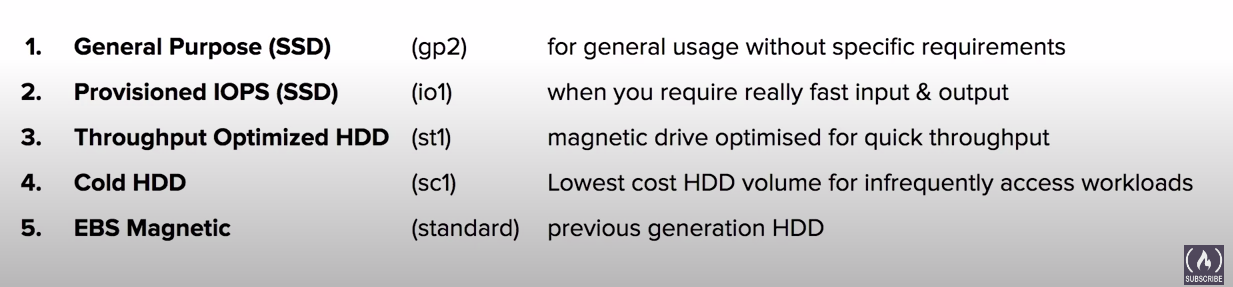 1. General Purpose (SSD) (gp2) for general usage without specific requirements
2. Provisioned IOPS (SSD) (io1) when you require really fast input & output
3. Throughput Optimized HDD (st1) magnetic drive optimised for quick throughput
4. Cold HDD (sc1) Lowest cost HDD volume for infrequently access workloads
5. EBS Magnetic (standard) previous generation HDD
SUBSCRIBE